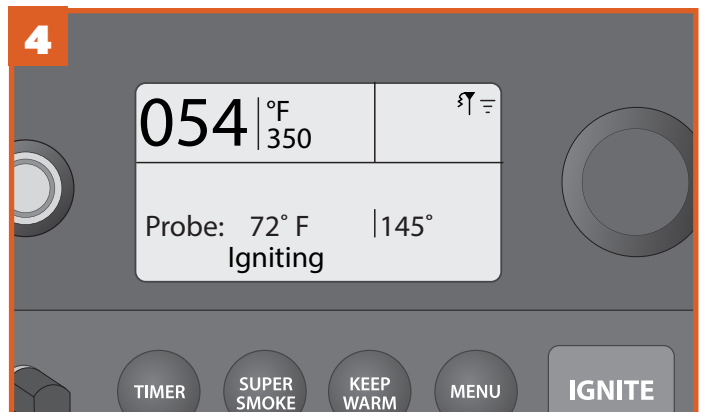 4
054 °F
350
Probe: 72° F 145°
Igniting
TIMER
SUPER
SMOKE
KEEP
WARM
MENU
IGNITE